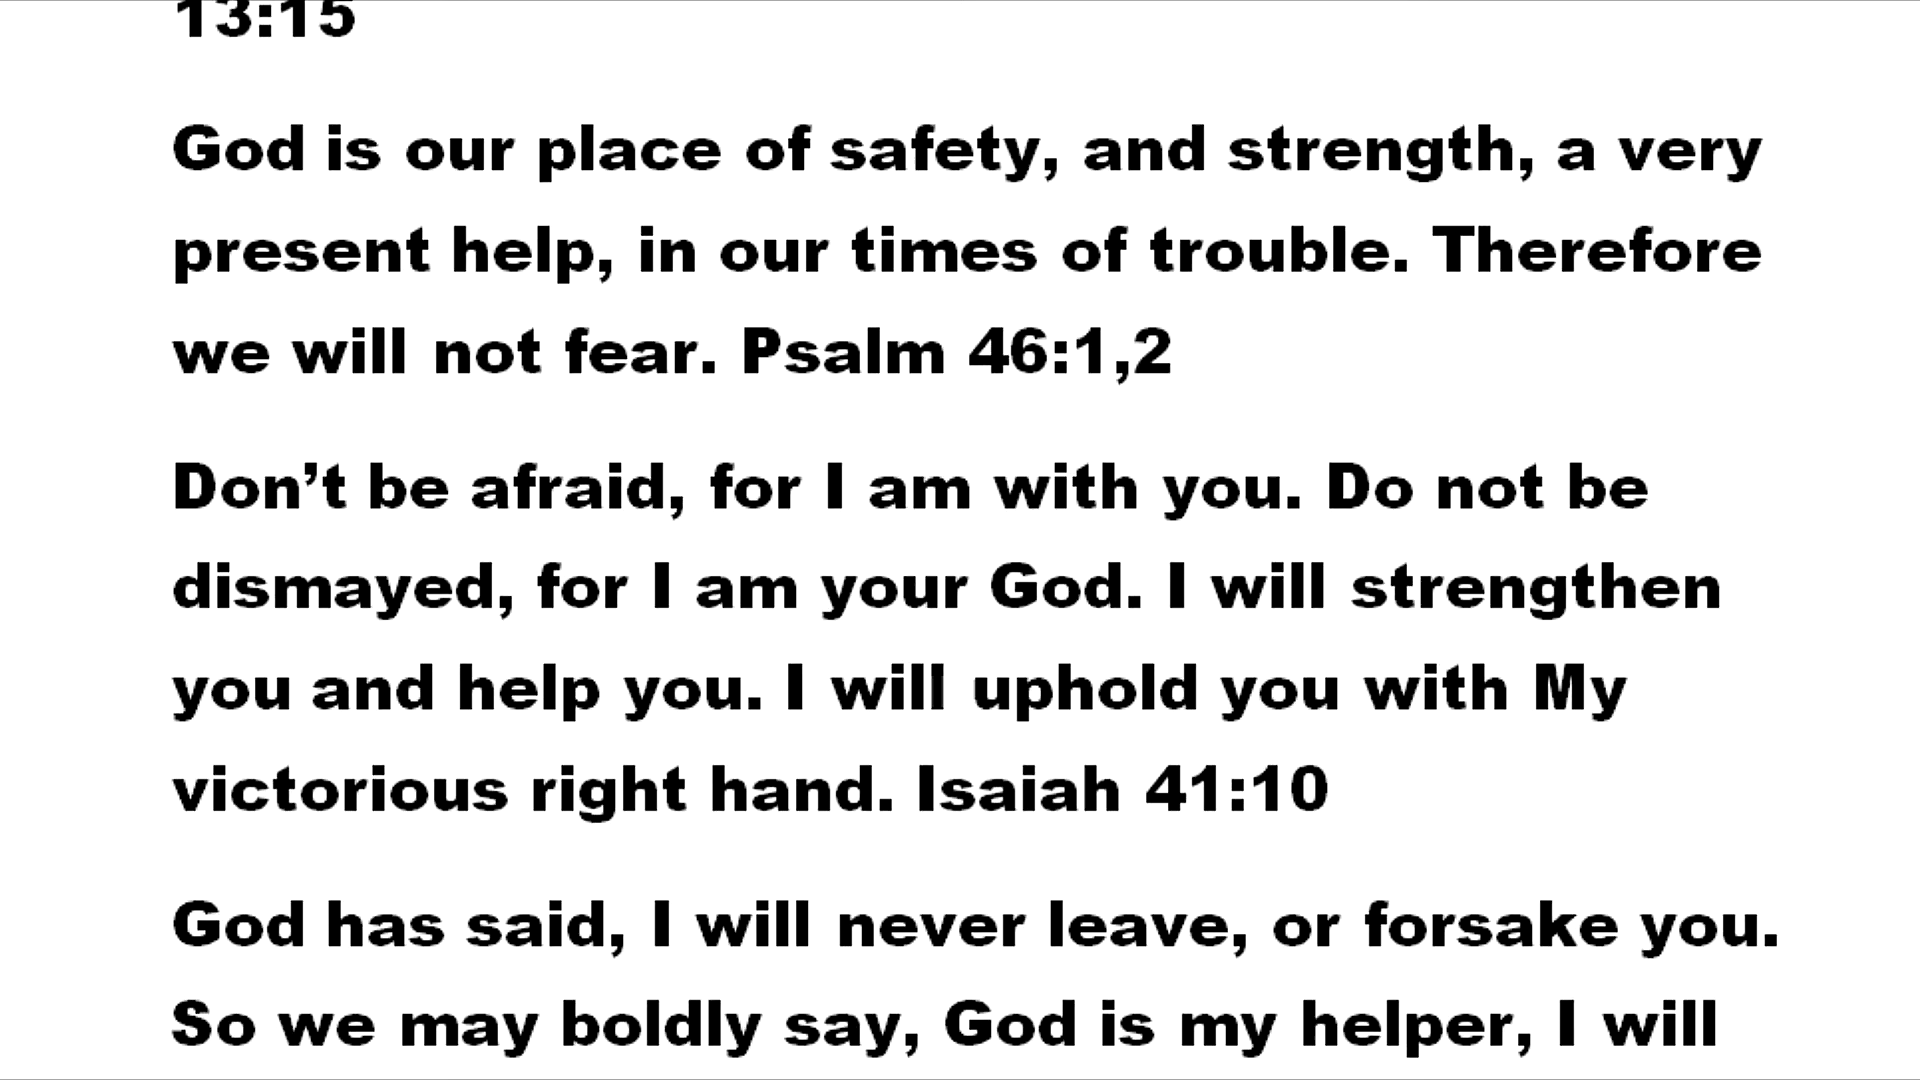 13:15
God is our place of safety, and strength, a very
present help, in our times of trouble. Therefore
we will not fear. Psalm 46:1,2
Don’t be afraid, for I am with you. Do not be
dismayed, for I am your God. I will strengthen
you and help you. I will uphold you with My
victorious right hand. Isaiah 41:10
God has said, I will never leave, or forsake you.
So we may boldly say, God is my helper, I will